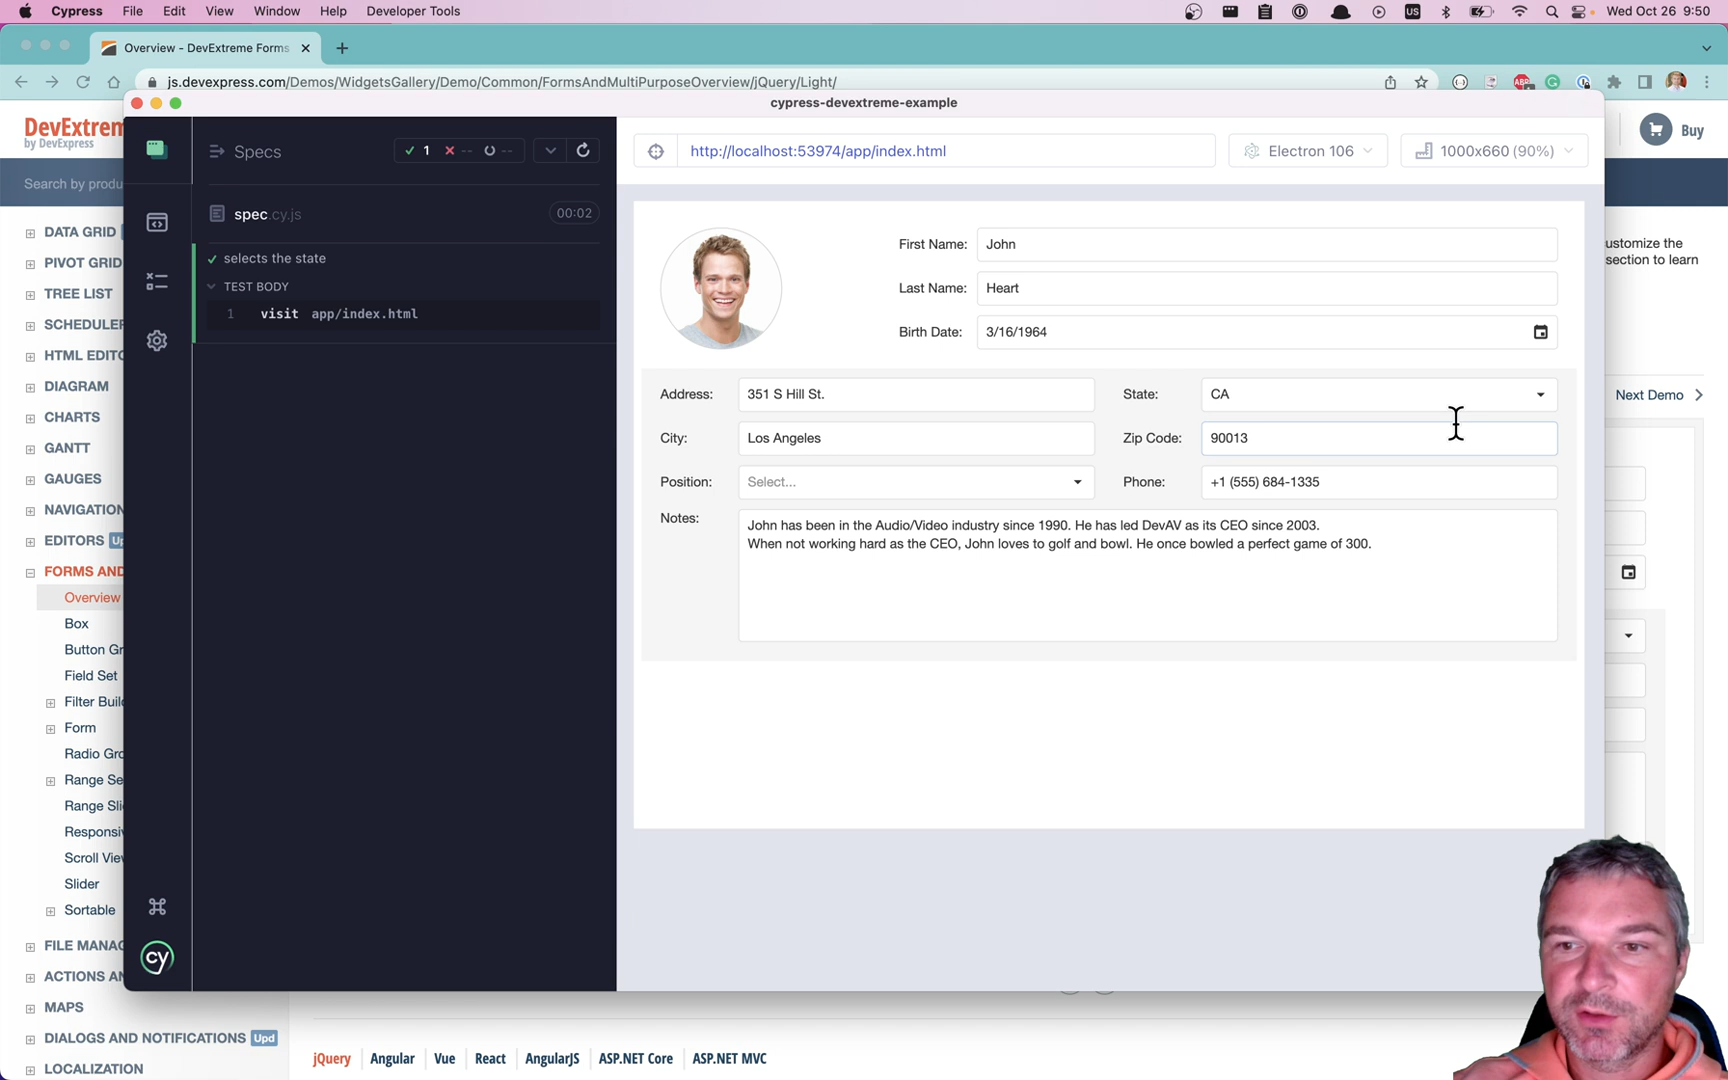 Cypress File Edit View Window Help Developer Tools
US
Wed Oct 26 9:50
Overview - DevExtreme Forms
js.devexpress.com/Demos/WidgetsGallery/Demo/Common/FormsAndMultiPurposeOverview/jQuery/Light/
cypress-devextreme-example
DevExtrem
by DevExpress
Buy
Search by produ
DATA GRID
PIVOT GRID
TREE LIST
SCHEDULER
HTML EDITO
DIAGRAM
CHARTS
GANTT
GAUGES
NAVIGATION
EDITORS
FORMS AND
Overview
Box
Button Gr
Field Set
Filter Build
Form
Radio Gro
Range Se
Range Slid
Responsiv
Scroll View
Slider
Sortable
FILE MANA
ACTIONS AN
MAPS
DIALOGS AND NOTIFICATIONS Upd
LOCALIZATION
Specs
1 -- --
spec.cy.js
00:02
selects the state
TEST BODY
1 visit app/index.html
cy
http://localhost:53974/app/index.html
Electron 106
1000x660 (90%)
First Name: John
Last Name: Heart
Birth Date: 3/16/1964
Address: 351 S Hill St.
State: CA
City: Los Angeles
Zip Code: 90013
Position: Select...
Phone: +1 (555) 684-1335
Notes: John has been in the Audio/Video industry since 1990. He has led DevAV as its CEO since 2003.
When not working hard as the CEO, John loves to golf and bowl. He once bowled a perfect game of 300.
ustomize the
section to learn
Next Demo
jQuery Angular Vue React AngularJS ASP.NET Core ASP.NET MVC